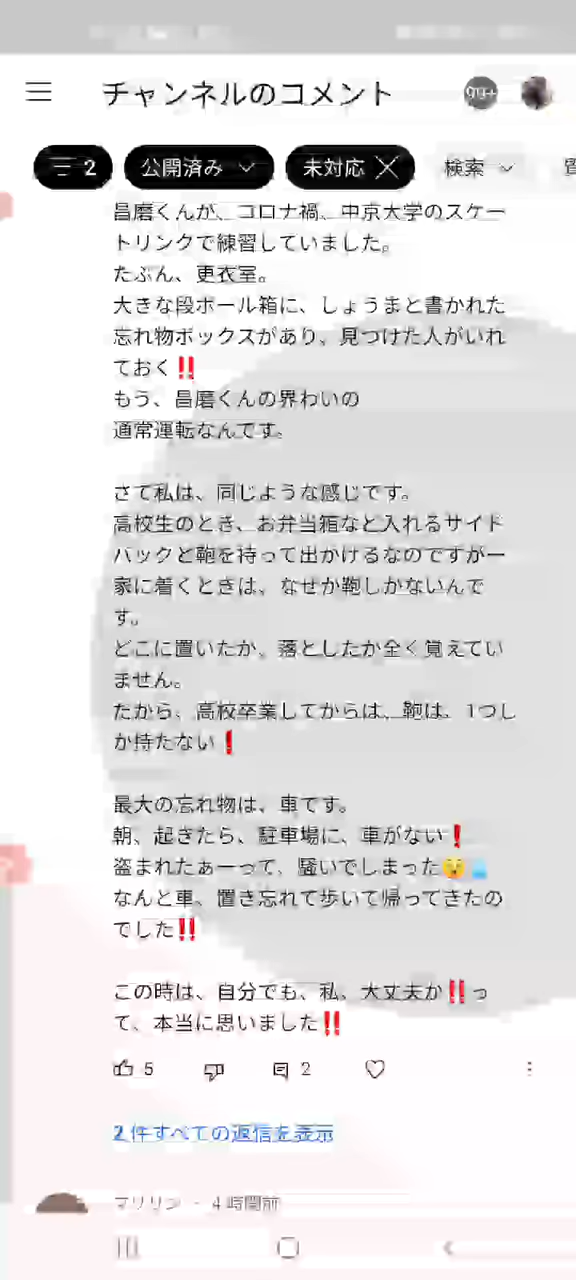 チャンネルのコメント
99+
2 公開済み 未対応 検索
昌磨くんが、コロナ禍、中京大学のスケー
トリンクで練習していました。
たぶん、更衣室。
大きな段ボール箱に、しょうまと書かれた
忘れ物ボックスがあり、見つけた人がいれ
ておく‼️
もう、昌磨くんの界わいの
通常運転なんです。
さて私は、同じような感じです。
高校生のとき、お弁当箱など入れるサイド
バックと鞄を持って出かけるなのですが一
家に着くときは、なせか鞄しかないんで
す。
どこに置いたか、落としたか全く覚えてい
ません。
たから、高校卒業してからは、鞄は、1つし
か持たない❗
最大の忘れ物は、車です。
朝、起きたら、駐車場に、車がない❗
盗まれたぁーって、騒いでしまった
なんと車、置き忘れて歩いて帰ってきたの
でした‼️
この時は、自分でも、私、大丈夫か‼️っ
て、本当に思いました‼️
5 2
2 件すべての返信を表示
マリリン ・ 4 時間前